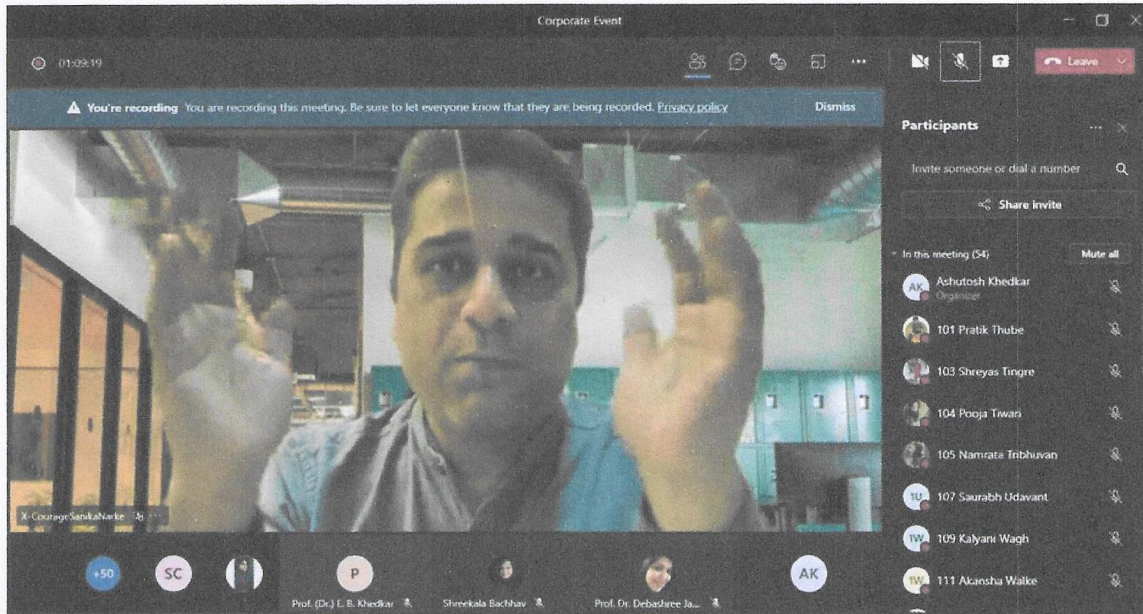 Corporate Event
01:09:19
Leave
You're recording You are recording this meeting. Be sure to let everyone know that they are being recorded. Privacy policy
Dismiss
Participants
Invite someone or dial a number
Share invite
In this meeting (54)
Mute all
AK Ashutosh Khedkar
Organizer
101 Pratik Thube
103 Shreyas Tingre
104 Pooja Tiwari
105 Namrata Tribhuvan
1U 107 Saurabh Udavant
1W 109 Kalyani Wagh
1W 111 Akansha Walke
X-CourageSanikaNarke
+50
SC
P
AK
Prof. (Dr.) E. B. Khedkar
Shreekala Bachhav
Prof. Dr. Debashree Ja...